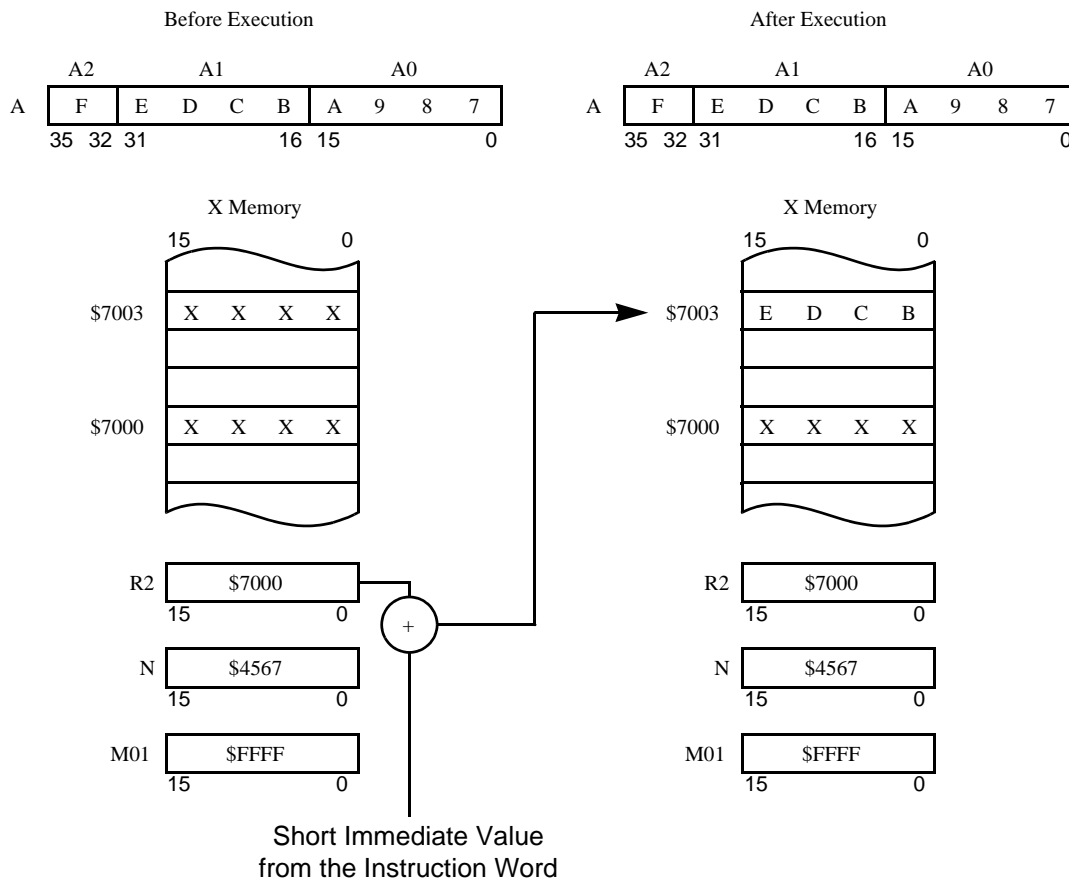 Before Execution After Execution
A2 A1 A0 A2 A1 A0
A F E D C B A 9 8 7 A F E D C B A 9 8 7
35 32 31 16 15 0 35 32 31 16 15 0
X Memory X Memory
15 0 15 0
$7003 X X X X $7003 E D C B
$7000 X X X X $7000 X X X X
R2 $7000 R2 $7000
15 0 15 0
+
N $4567 N $4567
15 0 15 0
M01 $FFFF M01 $FFFF
15 0 15 0
Short Immediate Value
from the Instruction Word